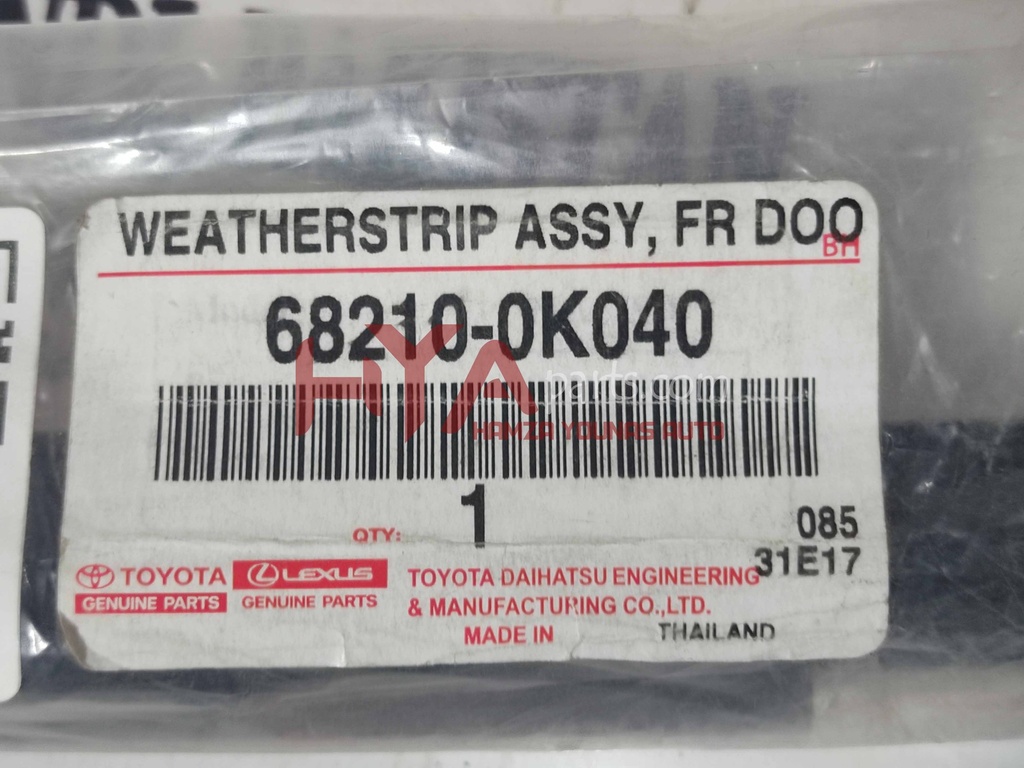 WEATHERSTRIP ASSY, FR DOO
BH
68210-0K040
HYA parts.com
HAMZA YOUNAS AUTO
QTY: 1
085
31E17
TOYOTA
GENUINE PARTS
LEXUS
GENUINE PARTS
TOYOTA DAIHATSU ENGINEERING
& MANUFACTURING CO.,LTD.
MADE IN THAILAND